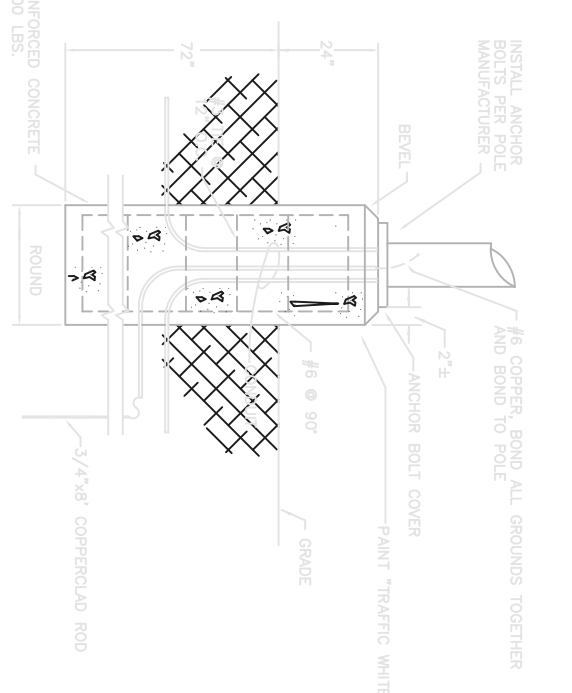 INSTALL ANCHOR
BOLTS PER POLE
MANUFACTURER
BEVEL
24"
72"
NFORCED CONCRETE
00 LBS.
ROUND
#6 COPPER, BOND ALL GROUNDS TOGETHER
AND BOND TO POLE
2"±
ANCHOR BOLT COVER
PAINT "TRAFFIC WHITE
#6 @ 90°
GRADE
3/4"x8' COPPERCLAD ROD